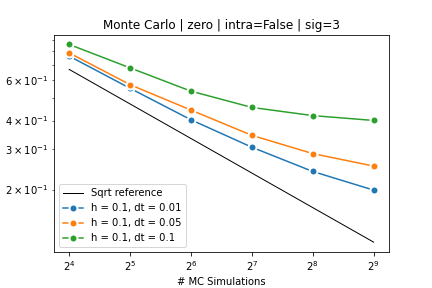 Monte Carlo | zero | intra=False | sig=3
6 × 10⁻¹
4 × 10⁻¹
3 × 10⁻¹
2 × 10⁻¹
Sqrt reference
h = 0.1, dt = 0.01
h = 0.1, dt = 0.05
h = 0.1, dt = 0.1
2⁴ 2⁵ 2⁶ 2⁷ 2⁸ 2⁹
# MC Simulations